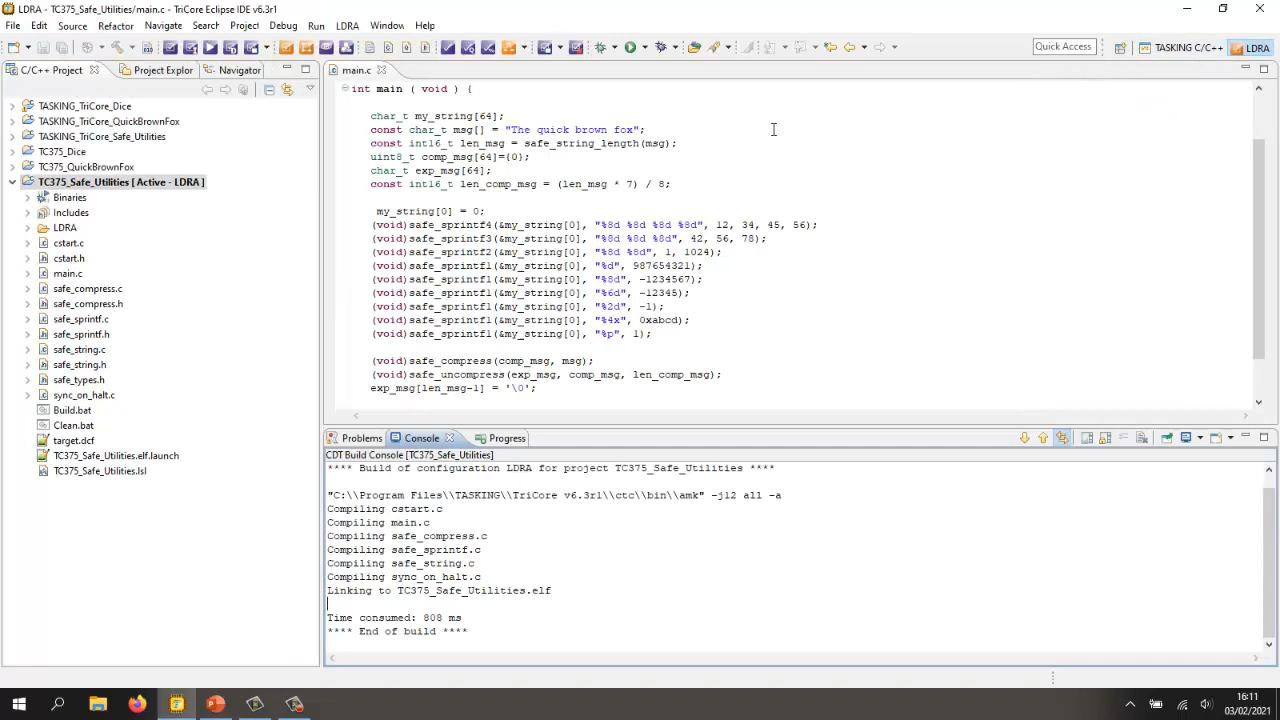 LDRA - TC375_Safe_Utilities/main.c - TriCore Eclipse IDE v6.3r1
File Edit Source Refactor Navigate Search Project Debug Run LDRA Window Help
Quick Access
TASKING C/C++
LDRA
C/C++ Project
Project Explor
Navigator
TASKING_TriCore_Dice
TASKING_TriCore_QuickBrownFox
TASKING_TriCore_Safe_Utilities
TC375_Dice
TC375_QuickBrownFox
TC375_Safe_Utilities [ Active - LDRA ]
Binaries
Includes
LDRA
cstart.c
cstart.h
main.c
safe_compress.c
safe_compress.h
safe_sprintf.c
safe_sprintf.h
safe_string.c
safe_string.h
safe_types.h
sync_on_halt.c
Build.bat
Clean.bat
target.dcf
TC375_Safe_Utilities.elf.launch
TC375_Safe_Utilities.lsl
main.c
int main ( void ) {
char_t my_string[64];
const char_t msg[] = "The quick brown fox";
const int16_t len_msg = safe_string_length(msg);
uint8_t comp_msg[64]={0};
char_t exp_msg[64];
const int16_t len_comp_msg = (len_msg * 7) / 8;
my_string[0] = 0;
(void)safe_sprintf4(&my_string[0], "%8d %8d %8d %8d", 12, 34, 45, 56);
(void)safe_sprintf3(&my_string[0], "%8d %8d %8d", 42, 56, 78);
(void)safe_sprintf2(&my_string[0], "%8d %8d", 1, 1024);
(void)safe_sprintf1(&my_string[0], "%d", 987654321);
(void)safe_sprintf1(&my_string[0], "%8d", -1234567);
(void)safe_sprintf1(&my_string[0], "%6d", -12345);
(void)safe_sprintf1(&my_string[0], "%2d", -1);
(void)safe_sprintf1(&my_string[0], "%4x", 0xabcd);
(void)safe_sprintf1(&my_string[0], "%p", 1);
(void)safe_compress(comp_msg, msg);
(void)safe_uncompress(exp_msg, comp_msg, len_comp_msg);
exp_msg[len_msg-1] = '\0';
Problems
Console
Progress
CDT Build Console [TC375_Safe_Utilities]
**** Build of configuration LDRA for project TC375_Safe_Utilities ****
"C:\\Program Files\\TASKING\\TriCore v6.3r1\\ctc\\bin\\amk" -j12 all -a
Compiling cstart.c
Compiling main.c
Compiling safe_compress.c
Compiling safe_sprintf.c
Compiling safe_string.c
Compiling sync_on_halt.c
Linking to TC375_Safe_Utilities.elf
Time consumed: 808 ms
**** End of build ****
16:11
03/02/2021